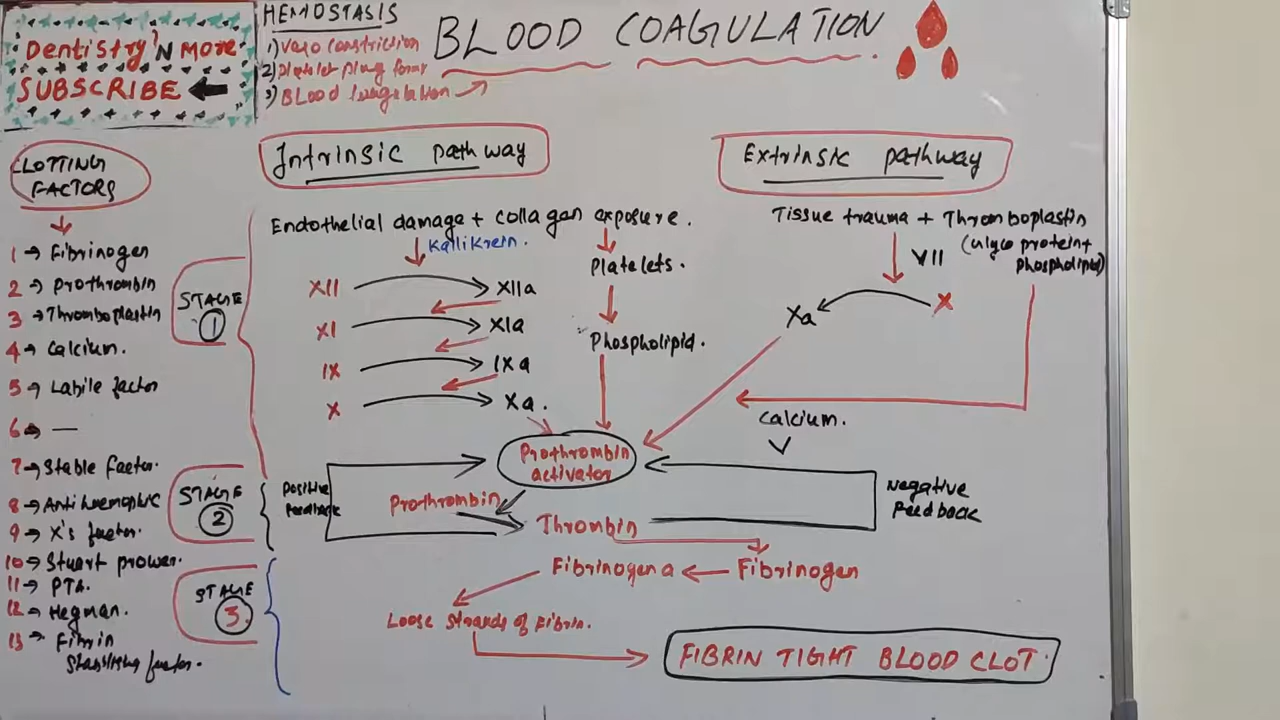 Dentistry'N MORE
SUBSCRIBE
HEMOSTASIS
1) Vaso constriction
2) Platelet plug form
3) BLOOD Coagulation
BLOOD COAGULATION
CLOTTING
FACTORS
1 → Fibrinogen
2 → Prothrombin
3 → Thromboplastin
4 → Calcium.
5 → Labile factor
6 → —
7 → Stable factor.
8 → Antihaemophic
9 → X's factor.
10 → Stuart prower.
11 → PTA.
12 → Hegman.
13 → Fibrin
Stabilising factor.
STAGE
1
STAGE
2
STAGE
3.
Intrinsic pathway
Endothelial damage + collagen exposure.
Kallikrein.
XII → XIIa
XI → XIa
IX → IXa
X → Xa.
Platelets.
Phospholipid.
Extrinsic pathway
Tissue trauma + Thromboplastin
(Glyco protein +
phospholipid)
VII
X
Xa
Calcium.
V
Prothrombin
activator
Positive
feedback
Prothrombin
Thrombin
Negative
Feedback
Fibrinogen a ← Fibrinogen
Loose strands of Fibrin.
FIBRIN TIGHT BLOOD CLOT.